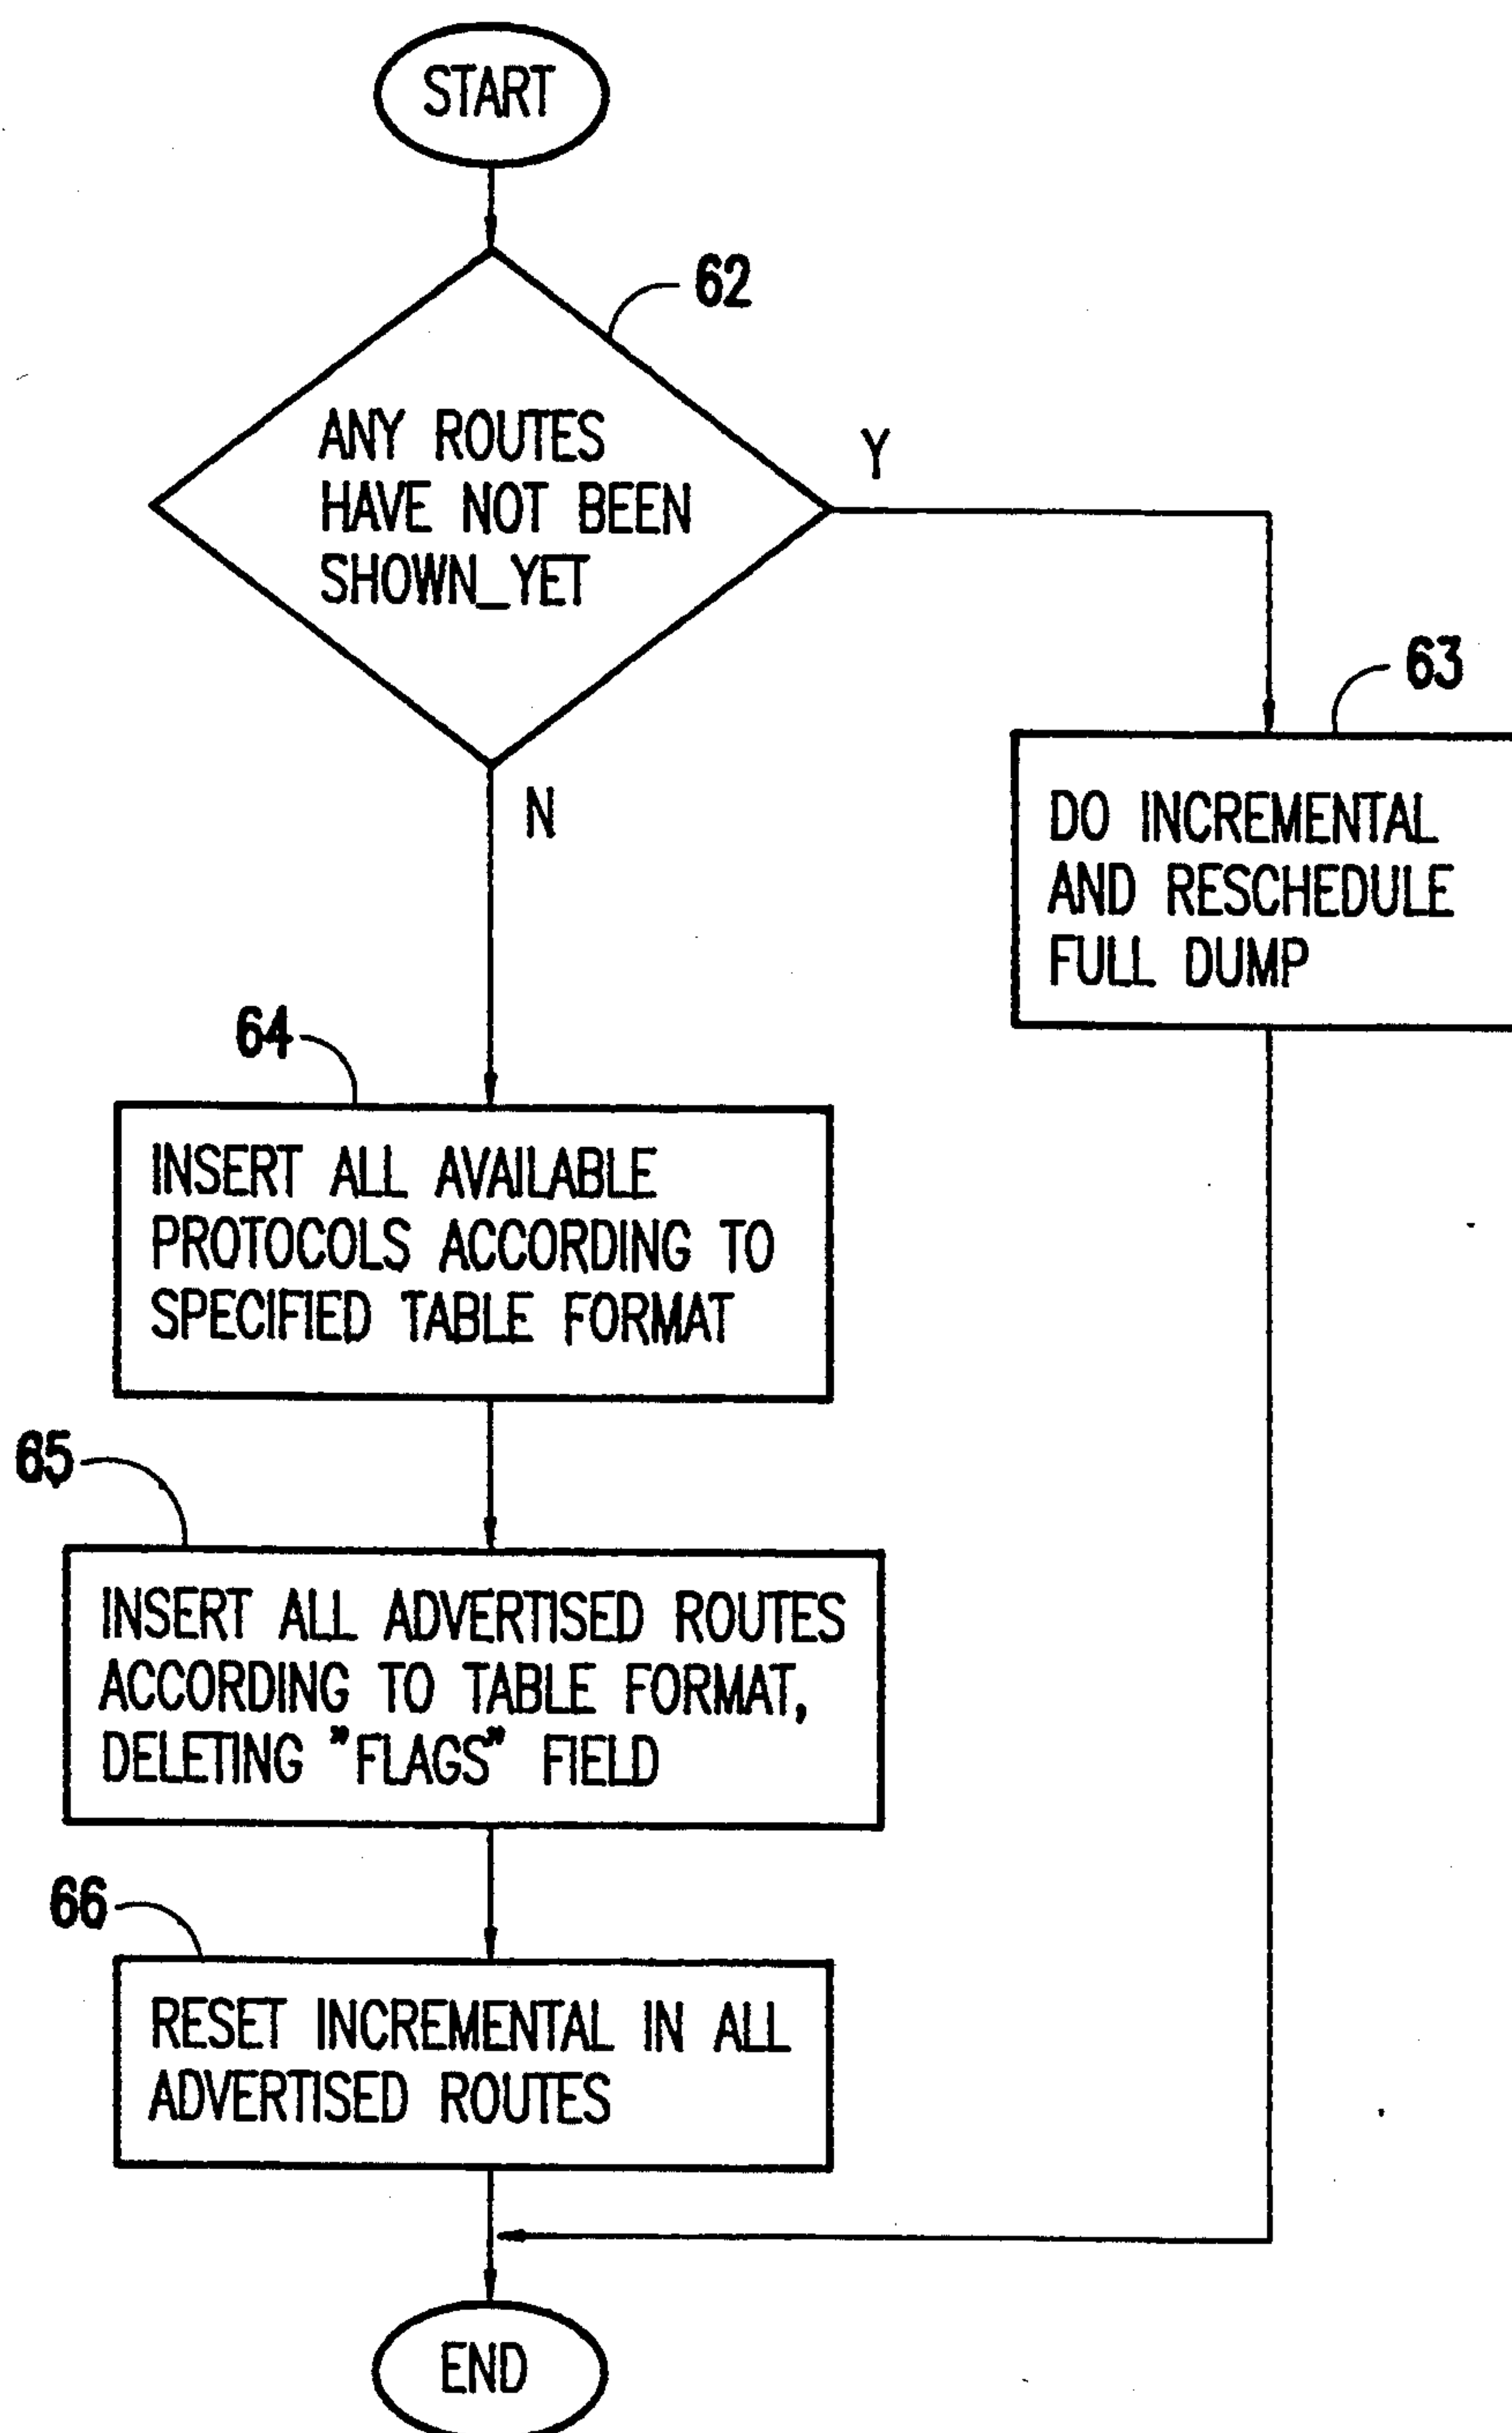 START
62
ANY ROUTES
HAVE NOT BEEN
SHOWN_YET
Y
N
63
DO INCREMENTAL
AND RESCHEDULE
FULL DUMP
64
INSERT ALL AVAILABLE
PROTOCOLS ACCORDING TO
SPECIFIED TABLE FORMAT
65
INSERT ALL ADVERTISED ROUTES
ACCORDING TO TABLE FORMAT,
DELETING "FLAGS" FIELD
66
RESET INCREMENTAL IN ALL
ADVERTISED ROUTES
END